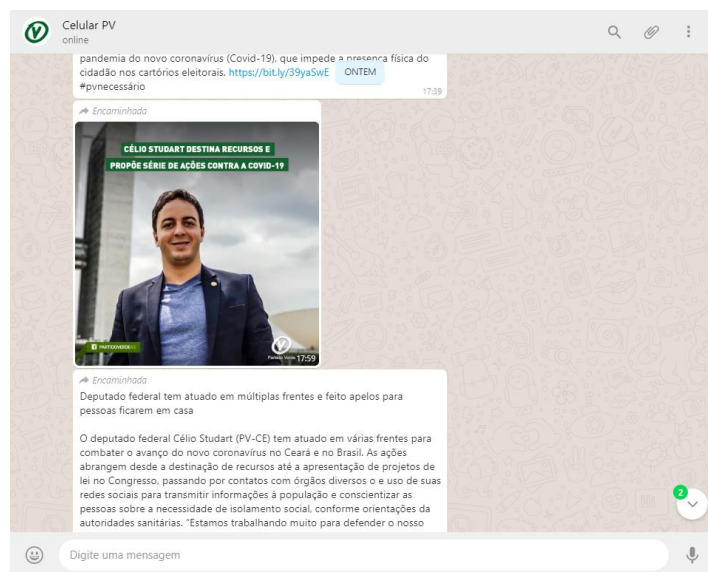 Celular PV
online
pandemia do novo coronavírus (Covid-19), que impede a presença física do
cidadão nos cartórios eleitorais. https://bit.ly/39yaSwE
ONTEM
#pvnecessário
17:39
Encaminhada
CÉLIO STUDART DESTINA RECURSOS E
PROPÕE SÉRIE DE AÇÕES CONTRA A COVID-19
Partido Verde 17:59
Encaminhada
Deputado federal tem atuado em múltiplas frentes e feito apelos para
pessoas ficarem em casa
O deputado federal Célio Studart (PV-CE) tem atuado em várias frentes para
combater o avanço do novo coronavírus no Ceará e no Brasil. As ações
abrangem desde a destinação de recursos até a apresentação de projetos de
lei no Congresso, passando por contatos com órgãos diversos o e uso de suas
redes sociais para transmitir informações à população e conscientizar as
pessoas sobre a necessidade de isolamento social, conforme orientações da
autoridades sanitárias. “Estamos trabalhando muito para defender o nosso
2
Digite uma mensagem